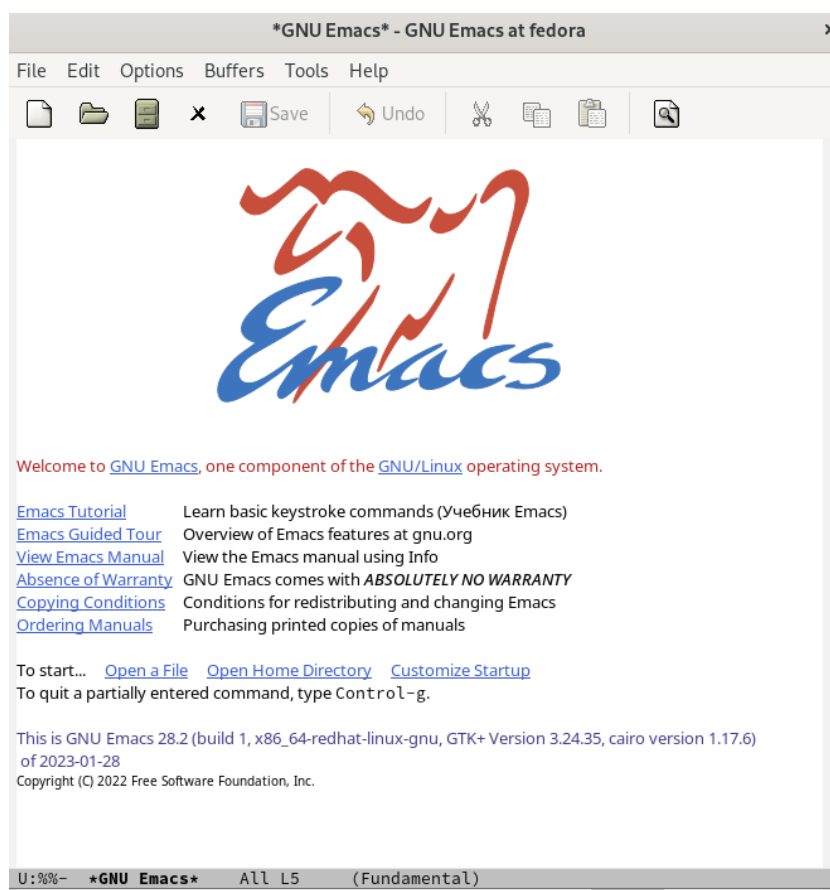 *GNU Emacs* - GNU Emacs at fedora
File Edit Options Buffers Tools Help
Save Undo
Emacs
Welcome to GNU Emacs, one component of the GNU/Linux operating system.
Emacs Tutorial Learn basic keystroke commands (Учебник Emacs)
Emacs Guided Tour Overview of Emacs features at gnu.org
View Emacs Manual View the Emacs manual using Info
Absence of Warranty GNU Emacs comes with ABSOLUTELY NO WARRANTY
Copying Conditions Conditions for redistributing and changing Emacs
Ordering Manuals Purchasing printed copies of manuals
To start... Open a File Open Home Directory Customize Startup
To quit a partially entered command, type Control-g.
This is GNU Emacs 28.2 (build 1, x86_64-redhat-linux-gnu, GTK+ Version 3.24.35, cairo version 1.17.6)
of 2023-01-28
Copyright (C) 2022 Free Software Foundation, Inc.
U:%%- *GNU Emacs* All L5 (Fundamental)